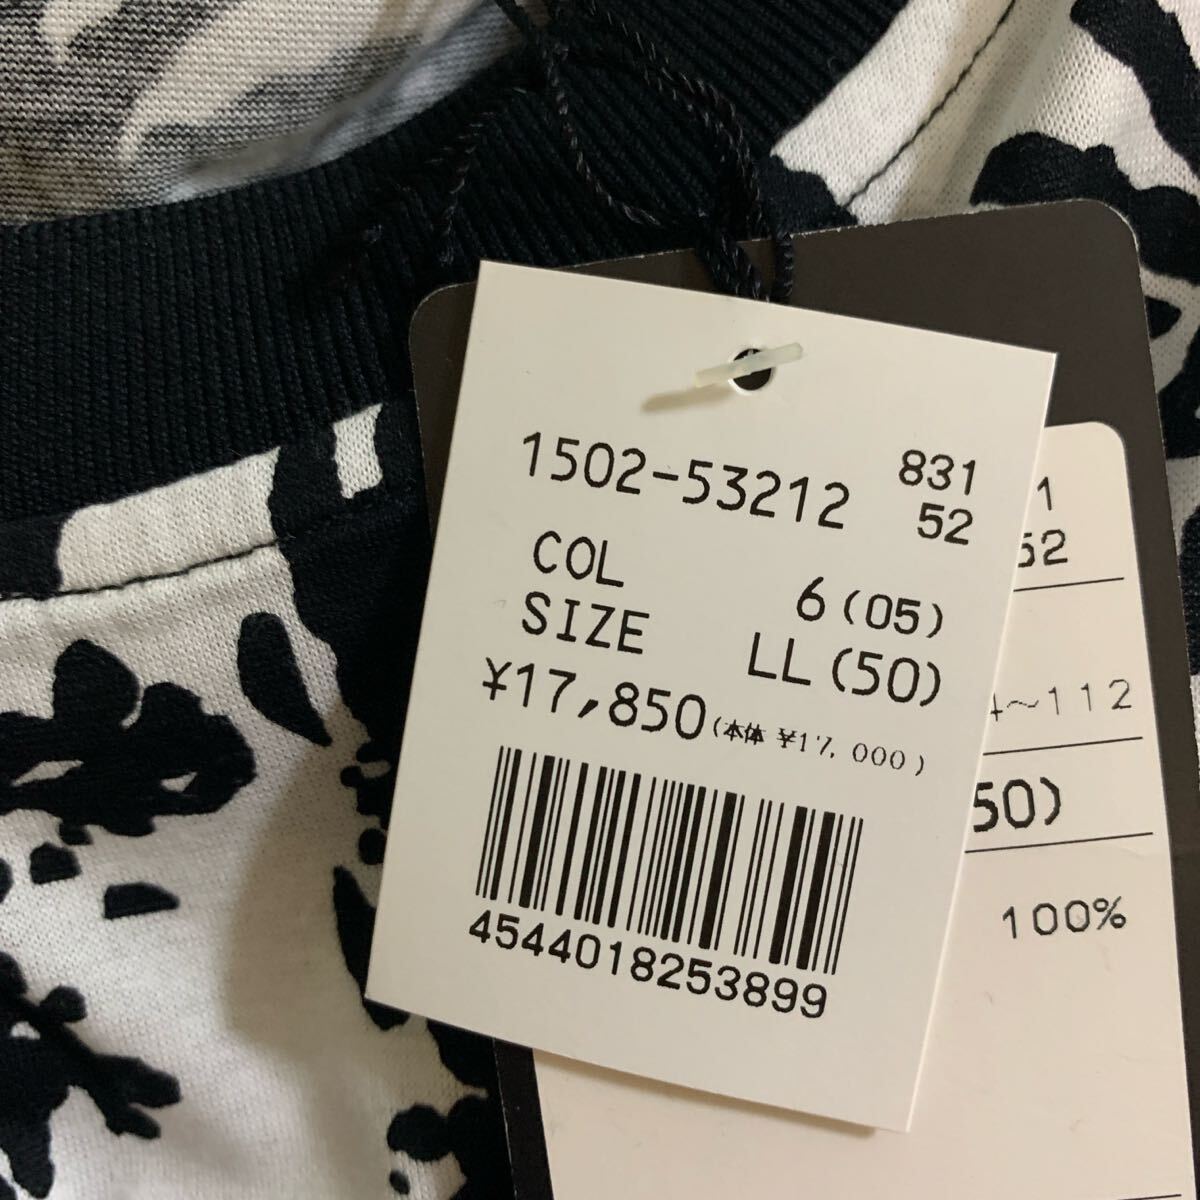 1502-53212 831
52
COL 6(05)
SIZE LL(50)
¥17,850(本体 ¥17,000)
4544018253899
1
52
~112
50)
100%